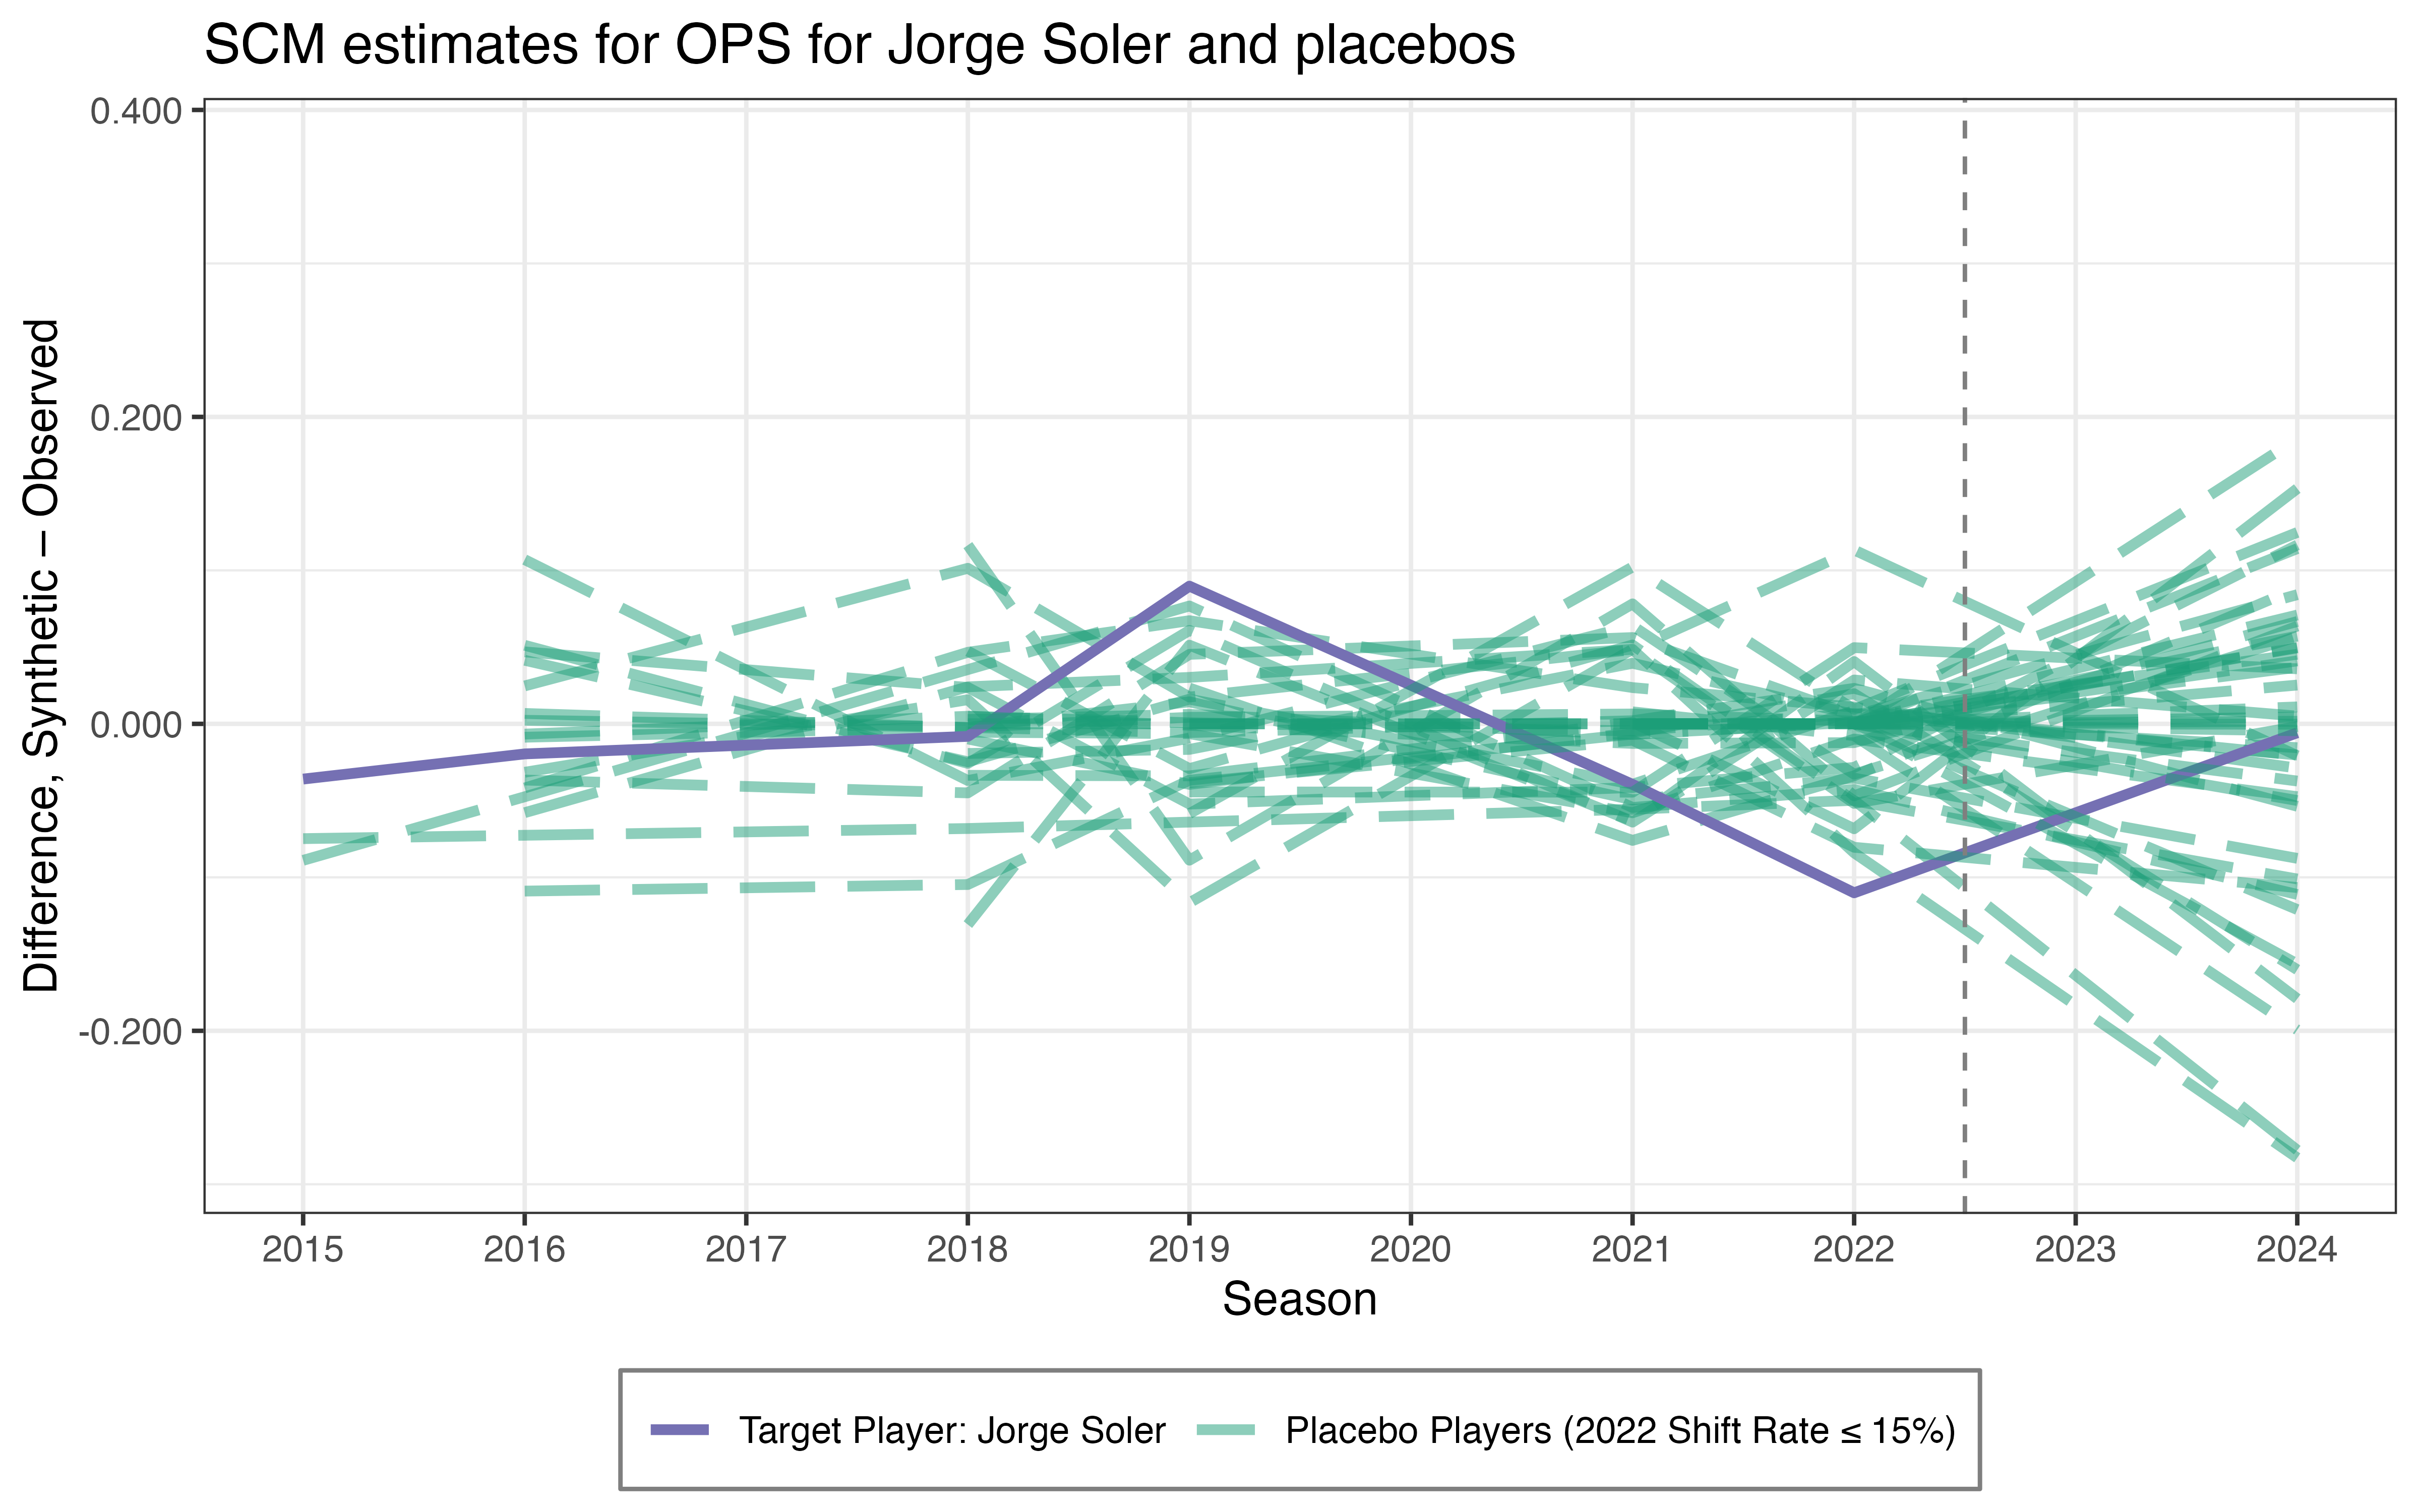 SCM estimates for OPS for Jorge Soler and placebos
Difference, Synthetic − Observed
0.400
0.200
0.000
-0.200
2015 2016 2017 2018 2019 2020 2021 2022 2023 2024
Season
Target Player: Jorge Soler Placebo Players (2022 Shift Rate ≤ 15%)